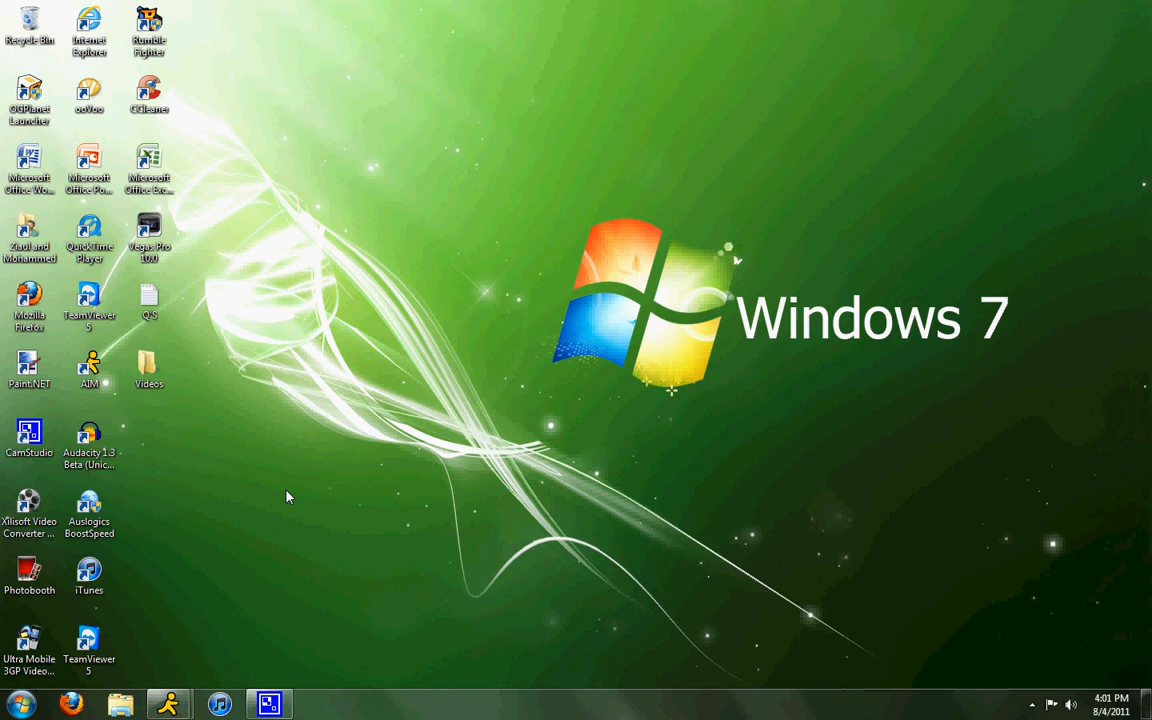 Recycle Bin
Internet
Explorer
Rumble
Fighter
OGPlanet
Launcher
ooVoo
CCleaner
Microsoft
Office Wo...
Microsoft
Office Po...
Microsoft
Office Exc...
Ziaul and
Mohammed
QuickTime
Player
Vegas Pro
10.0
Mozilla
Firefox
TeamViewer
5
Q'S
Paint.NET
AIM
Videos
CamStudio
Audacity 1.3
Beta (Unic...
Xilisoft Video
Converter ...
Auslogics
BoostSpeed
Photobooth
iTunes
Ultra Mobile
3GP Video...
TeamViewer
5
Windows 7
4:01 PM
8/4/2011